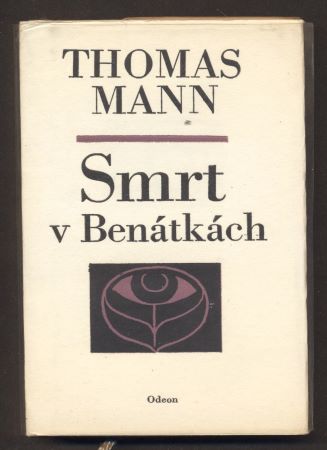 THOMAS
MANN
Smrt
v Benátkách
Odeon